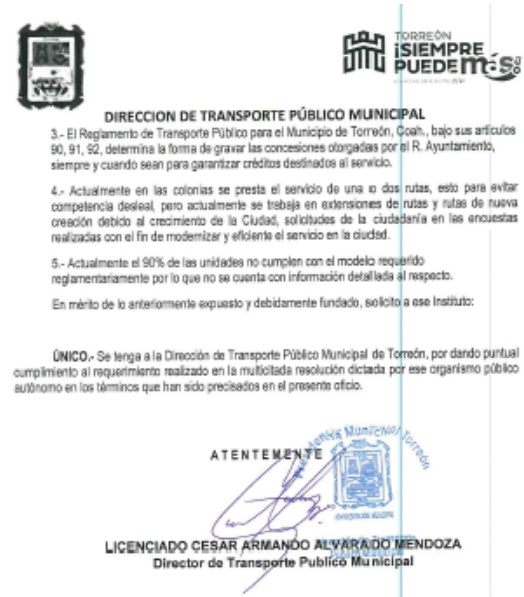 TORREÓN
¡SIEMPRE
PUEDE más
DIRECCION DE TRANSPORTE PÚBLICO MUNICIPAL
3.- El Reglamento de Transporte Público para el Municipio de Torreón, Coah., bajo sus artículos
90, 91, 92, determina la forma de gravar las concesiones otorgadas por el R. Ayuntamiento,
siempre y cuando sean para garantizar créditos destinados al servicio.
4.- Actualmente en las colonias se presta el servicio de una o dos rutas, esto para evitar
competencia desleal, pero actualmente se trabaja en extensiones de rutas y rutas de nueva
creación debido al crecimiento de la Ciudad, solicitudes de la ciudadanía en las encuestas
realizadas con el fin de modernizar y eficiente el servicio en la ciudad.
5.- Actualmente el 90% de las unidades no cumplen con el modelo requerido
reglamentariamente por lo que no se cuenta con información detallada al respecto.
En mérito de lo anteriormente expuesto y debidamente fundado, solicito a ese Instituto:
ÚNICO.- Se tenga a la Dirección de Transporte Público Municipal de Torreón, por dando puntual
cumplimiento al requerimiento realizado en la multicitada resolución dictada por ese organismo público
autónomo en los términos que han sido precisados en el presente oficio.
Municipal Torreón
ATENTEMENTE
LICENCIADO CESAR ARMANDO ALVARADO MENDOZA
Director de Transporte Publico Municipal